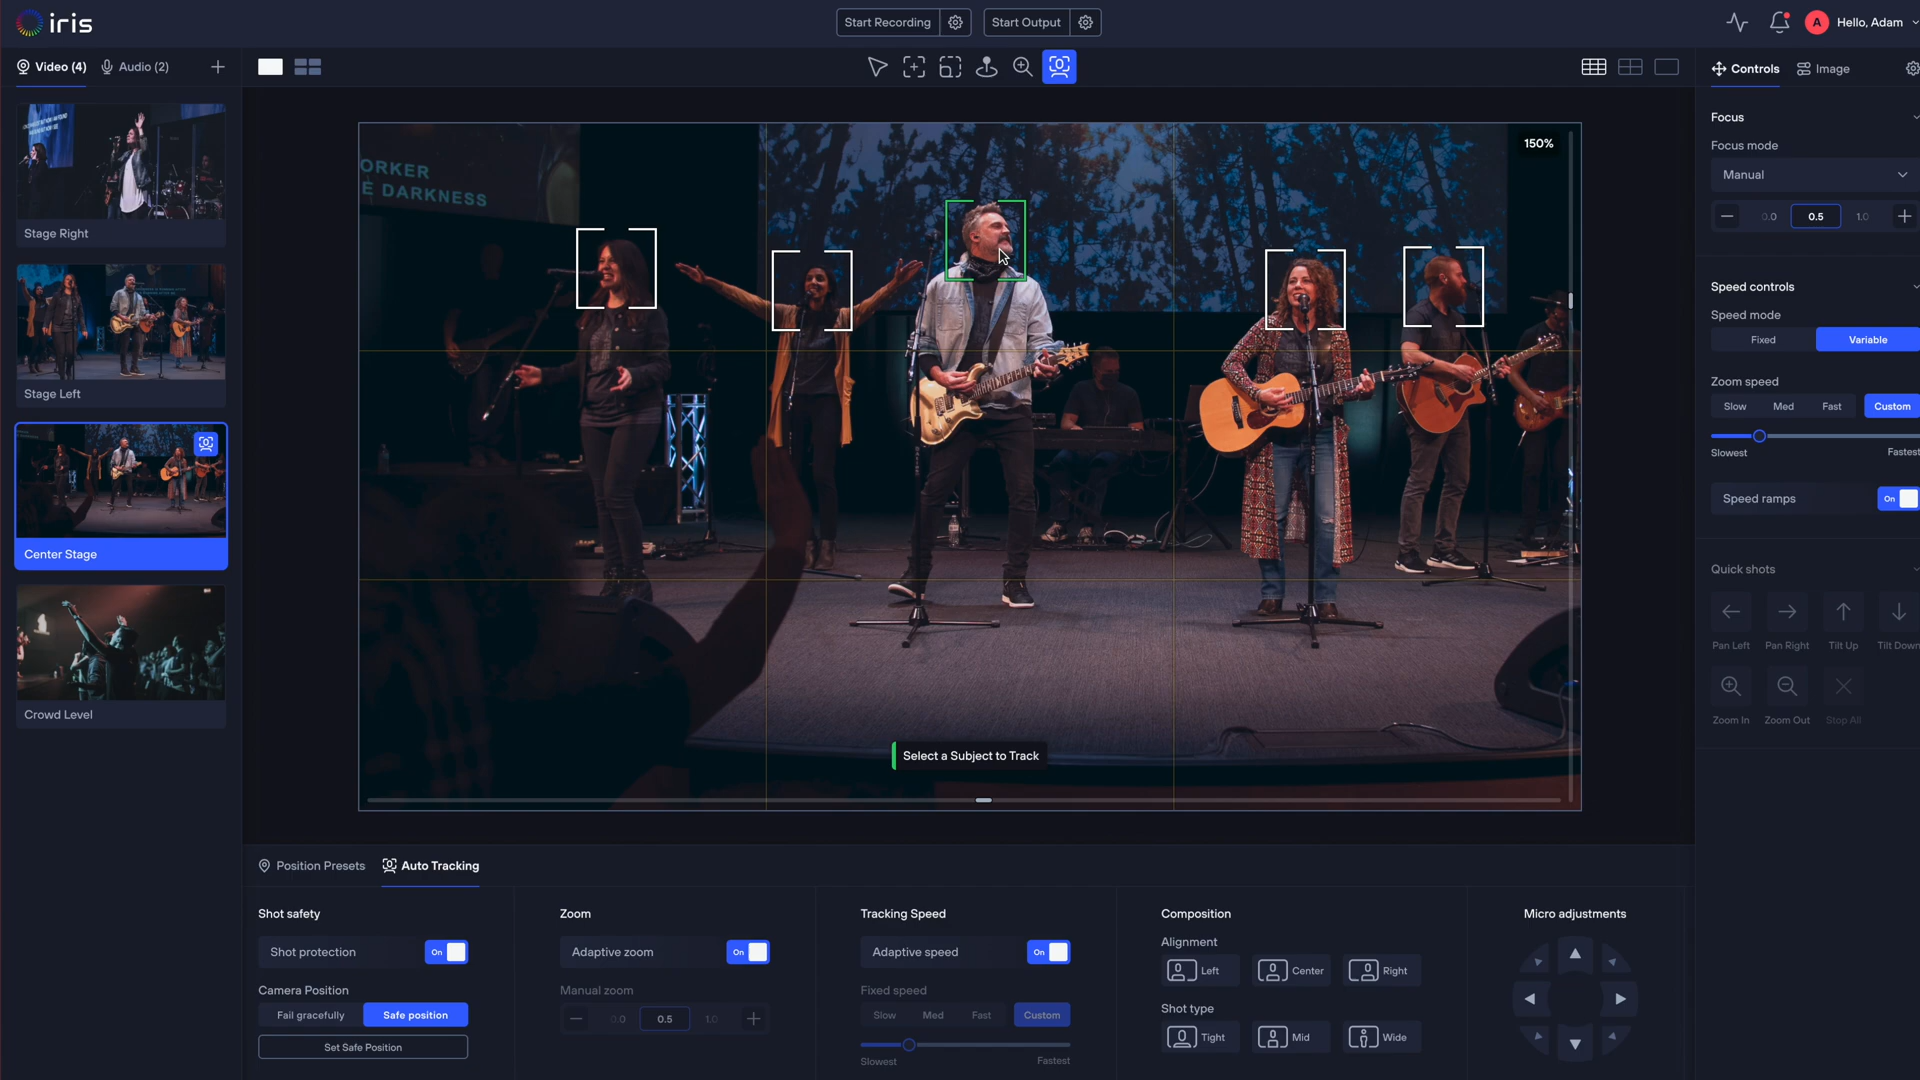 iris
Start Recording
Start Output
A
Hello, Adam
Video (4)
Audio (2)
Controls
Image
Stage Right
Stage Left
Center Stage
Crowd Level
ORKER
E DARKNESS
150%
Select a Subject to Track
Focus
Focus mode
Manual
0.0
0.5
1.0
Speed controls
Speed mode
Fixed
Variable
Zoom speed
Slow
Med
Fast
Custom
Slowest
Fastest
Speed ramps
On
Quick shots
Pan Left
Pan Right
Tilt Up
Tilt Down
Zoom In
Zoom Out
Stop All
Position Presets
Auto Tracking
Shot safety
Shot protection
On
Camera Position
Fail gracefully
Safe position
Set Safe Position
Zoom
Adaptive zoom
On
Manual zoom
0.0
0.5
1.0
Tracking Speed
Adaptive speed
On
Fixed speed
Slow
Med
Fast
Custom
Slowest
Fastest
Composition
Alignment
Left
Center
Right
Shot type
Tight
Mid
Wide
Micro adjustments